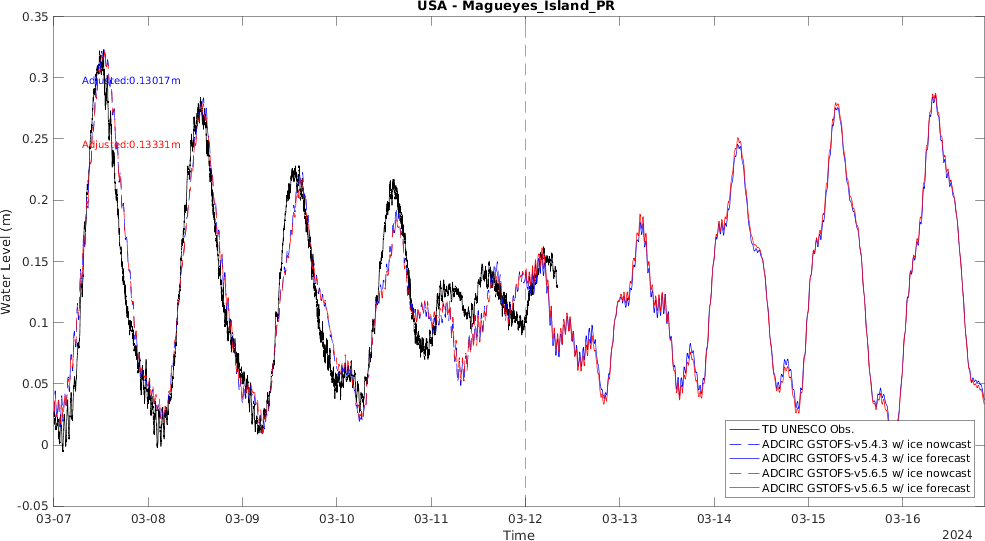 USA - Magueyes_Island_PR
0.35
0.3
0.25
0.2
0.15
0.1
0.05
0
-0.05
Water Level (m)
Adjusted:0.13017m
Adjusted:0.13331m
TD UNESCO Obs.
ADCIRC GSTOFS-v5.4.3 w/ ice nowcast
ADCIRC GSTOFS-v5.4.3 w/ ice forecast
ADCIRC GSTOFS-v5.6.5 w/ ice nowcast
ADCIRC GSTOFS-v5.6.5 w/ ice forecast
03-07 03-08 03-09 03-10 03-11 03-12 03-13 03-14 03-15 03-16
Time
2024